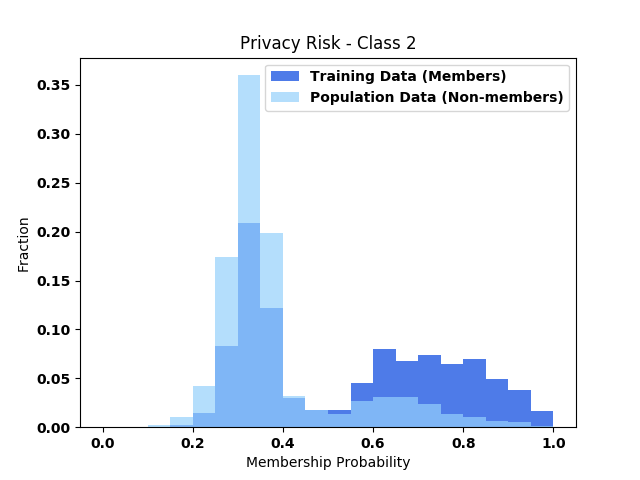 Privacy Risk - Class 2
Training Data (Members)
Population Data (Non-members)
0.35
0.30
0.25
0.20
0.15
0.10
0.05
0.00
Fraction
0.0 0.2 0.4 0.6 0.8 1.0
Membership Probability